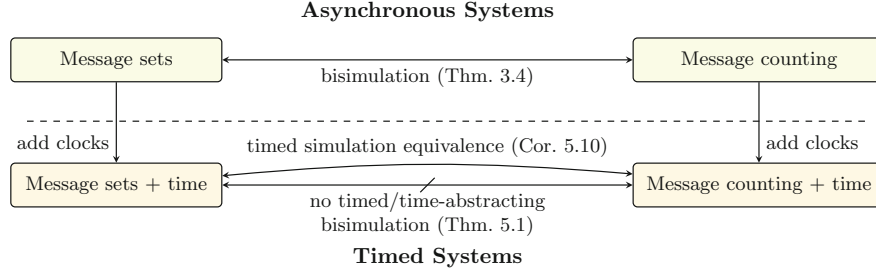 Asynchronous Systems
Message sets
Message counting
bisimulation (Thm. 3.4)
add clocks
timed simulation equivalence (Cor. 5.10)
add clocks
Message sets + time
Message counting + time
no timed/time-abstracting
bisimulation (Thm. 5.1)
Timed Systems